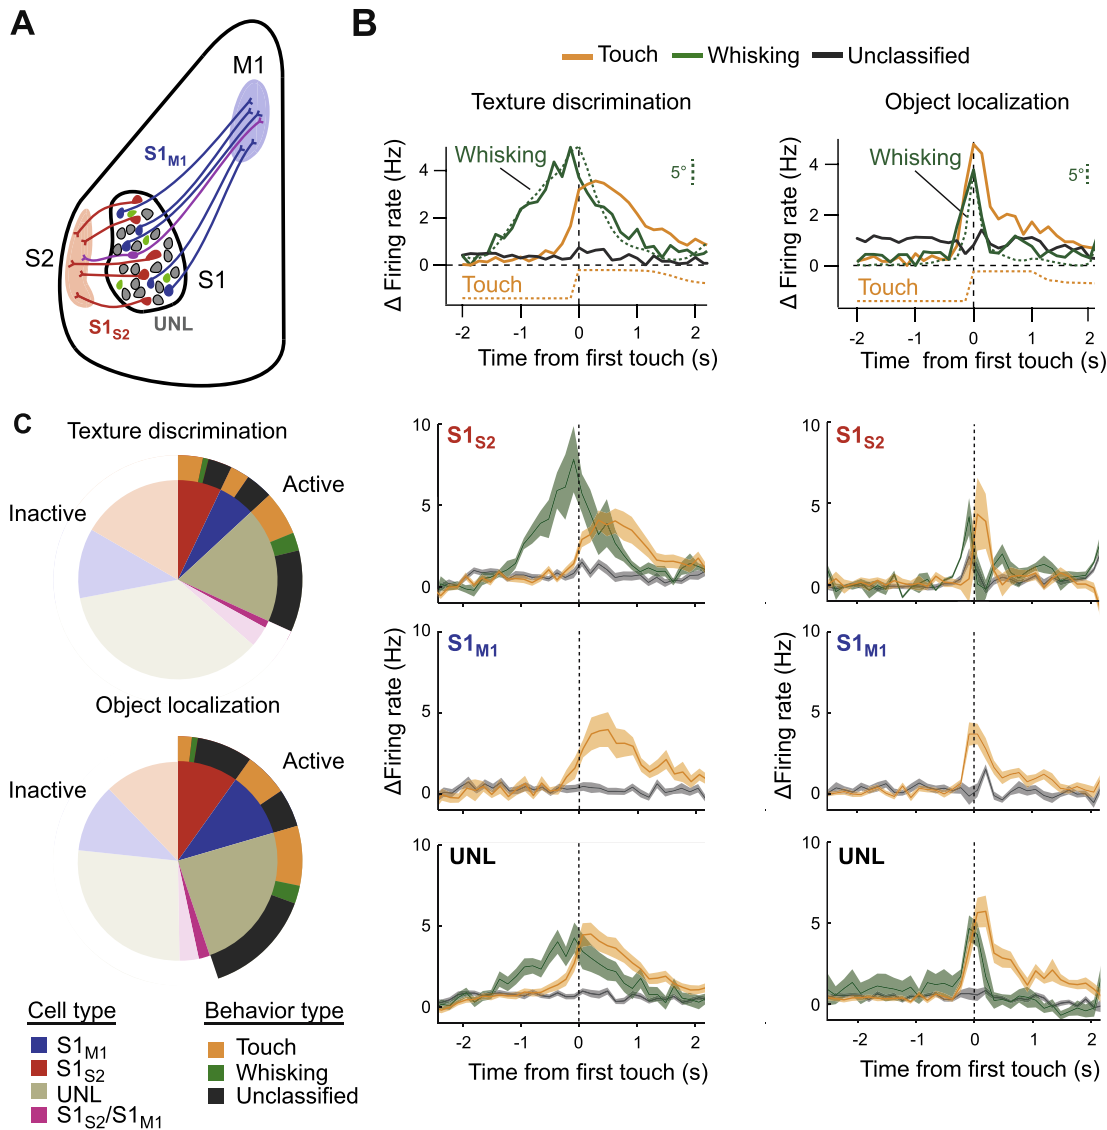 A
M1
S1M1
S2
S1
S1S2
UNL
B
Touch
Whisking
Unclassified
Texture discrimination
Δ Firing rate (Hz)
4
2
0
Whisking
5°
Touch
-2 -1 0 1 2
Time from first touch (s)
Object localization
Δ Firing rate (Hz)
4
2
0
Whisking
5°
Touch
-2 -1 0 1 2
Time from first touch (s)
10
5
0
S1S2
10
5
0
S1S2
ΔFiring rate (Hz)
10
5
0
S1M1
ΔFiring rate (Hz)
10
5
0
S1M1
10
5
0
UNL
-2 -1 0 1 2
Time from first touch (s)
10
5
0
UNL
-2 -1 0 1 2
Time from first touch (s)
C
Texture discrimination
Inactive
Active
Object localization
Inactive
Active
Cell type
S1M1
S1S2
UNL
S1S2/S1M1
Behavior type
Touch
Whisking
Unclassified